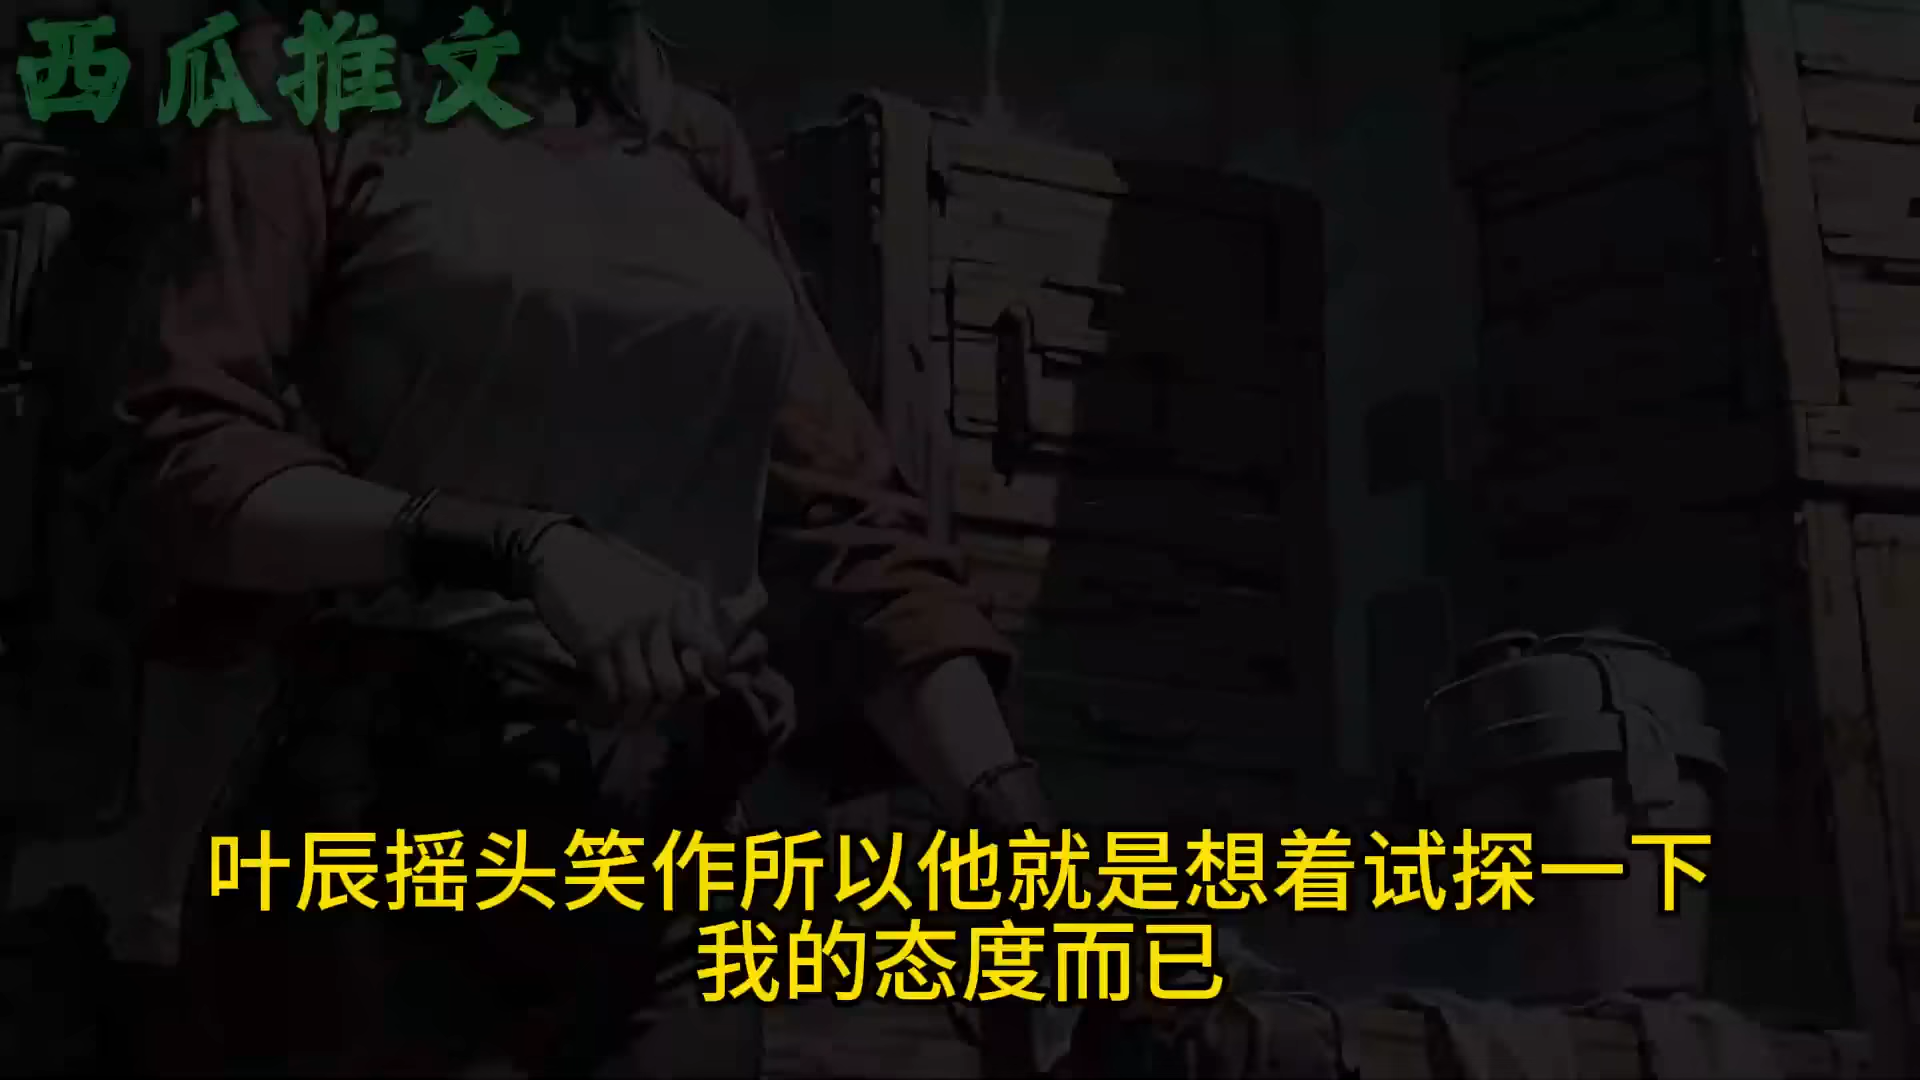 西瓜推文
叶辰摇头笑作所以他就是想着试探一下
我的态度而已